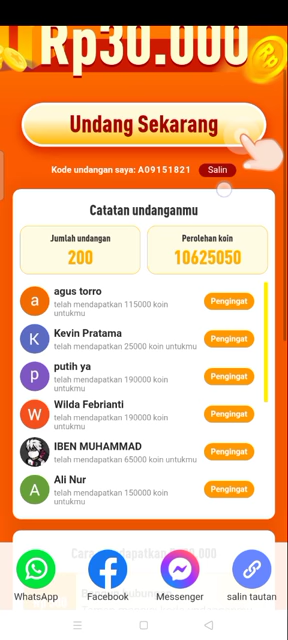 Rp30.000
Rp
Undang Sekarang
Kode undangan saya: A09151821 Salin
Catatan undanganmu
Jumlah undangan
200
Perolehan koin
10625050
a
agus torro
telah mendapatkan 115000 koin
untukmu
Pengingat
K
Kevin Pratama
telah mendapatkan 25000 koin untukmu
Pengingat
p
putih ya
telah mendapatkan 190000 koin
untukmu
Pengingat
W
Wilda Febrianti
telah mendapatkan 190000 koin
untukmu
Pengingat
IBEN MUHAMMAD
telah mendapatkan 65000 koin untukmu
Pengingat
A
Ali Nur
telah mendapatkan 150000 koin
untukmu
Pengingat
WhatsApp
Facebook
Messenger
salin tautan